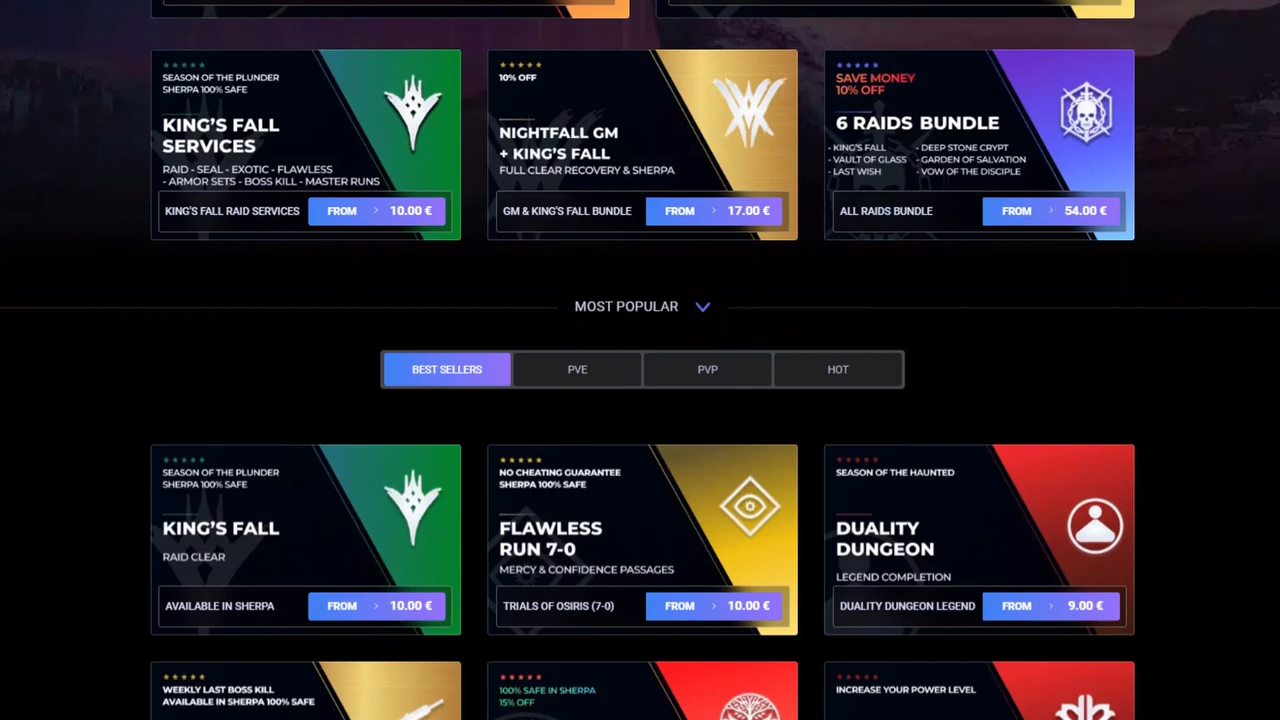 SEASON OF THE PLUNDER
SHERPA 100% SAFE
KING'S FALL
SERVICES
RAID - SEAL - EXOTIC - FLAWLESS
- ARMOR SETS - BOSS KILL - MASTER RUNS
KING'S FALL RAID SERVICES
FROM > 10.00 €
10% OFF
NIGHTFALL GM
+ KING'S FALL
FULL CLEAR RECOVERY & SHERPA
GM & KING'S FALL BUNDLE
FROM > 17.00 €
SAVE MONEY
10% OFF
6 RAIDS BUNDLE
- KING'S FALL - DEEP STONE CRYPT
- VAULT OF GLASS - GARDEN OF SALVATION
- LAST WISH - VOW OF THE DISCIPLE
ALL RAIDS BUNDLE
FROM > 54.00 €
MOST POPULAR
BEST SELLERS
PVE
PVP
HOT
SEASON OF THE PLUNDER
SHERPA 100% SAFE
KING'S FALL
RAID CLEAR
AVAILABLE IN SHERPA
FROM > 10.00 €
NO CHEATING GUARANTEE
SHERPA 100% SAFE
FLAWLESS
RUN 7-0
MERCY & CONFIDENCE PASSAGES
TRIALS OF OSIRIS (7-0)
FROM > 10.00 €
SEASON OF THE HAUNTED
DUALITY
DUNGEON
LEGEND COMPLETION
DUALITY DUNGEON LEGEND
FROM > 9.00 €
WEEKLY LAST BOSS KILL
AVAILABLE IN SHERPA 100% SAFE
100% SAFE IN SHERPA
15% OFF
INCREASE YOUR POWER LEVEL